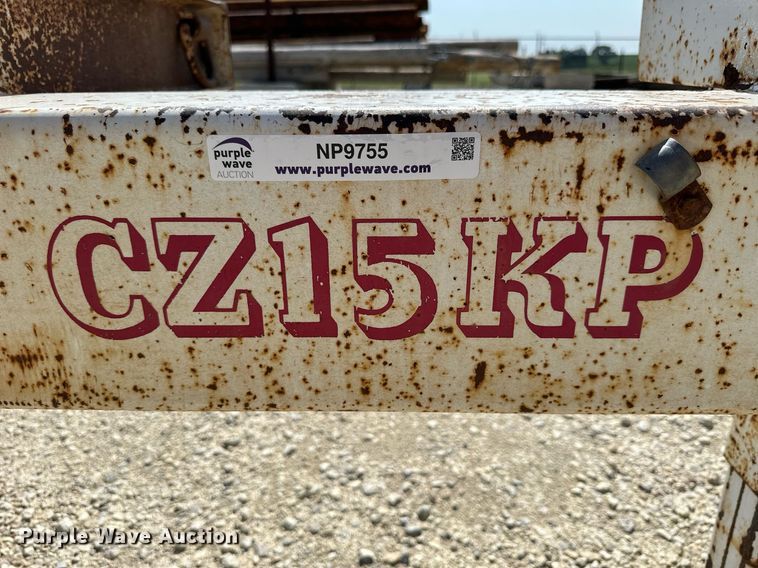 purple
wave
AUCTION
NP9755
www.purplewave.com
CZ15KP
Purple Wave Auction